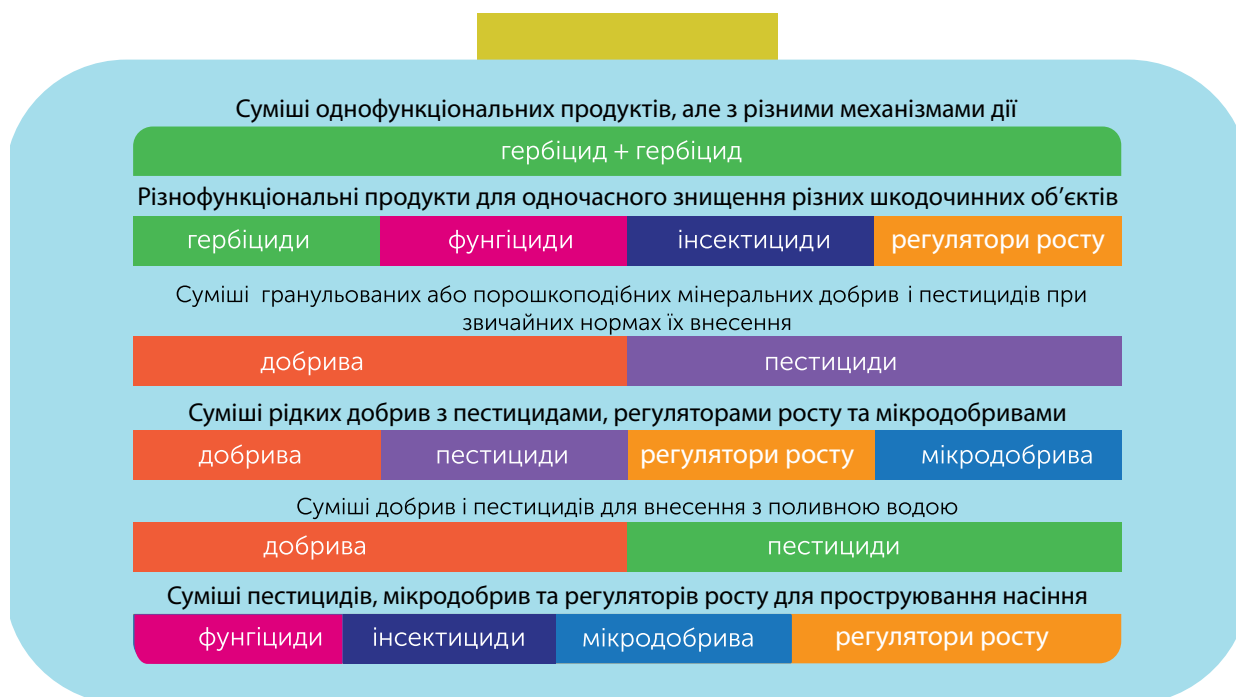 Суміші однофункціональних продуктів, але з різними механізмами дії
гербіцид + гербіцид
Різнофункціональні продукти для одночасного знищення різних шкодочинних об’єктів
гербіциди фунгіциди інсектициди регулятори росту
Суміші гранульованих або порошкоподібних мінеральних добрив і пестицидів при
звичайних нормах їх внесення
добрива пестициди
Суміші рідких добрив з пестицидами, регуляторами росту та мікродобривами
добрива пестициди регулятори росту мікродобрива
Суміші добрив і пестицидів для внесення з поливною водою
добрива пестициди
Суміші пестицидів, мікродобрив та регуляторів росту для проструювання насіння
фунгіциди інсектициди мікродобрива регулятори росту